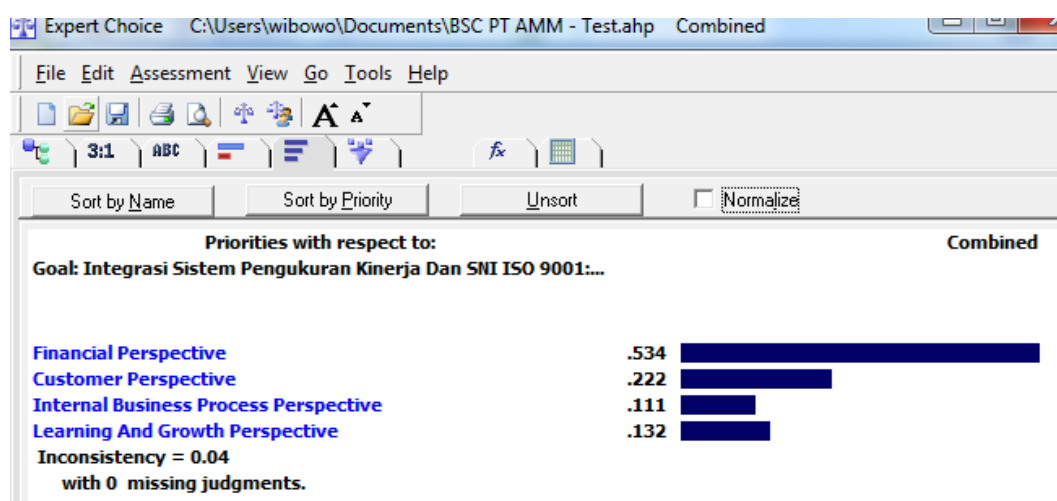 Expert Choice C:\Users\wibowo\Documents\BSC PT AMM - Test.ahp Combined
File Edit Assessment View Go Tools Help
A A
3:1 ABC fx
Sort by Name Sort by Priority Unsort Normalize
Priorities with respect to: Combined
Goal: Integrasi Sistem Pengukuran Kinerja Dan SNI ISO 9001:...
Financial Perspective .534
Customer Perspective .222
Internal Business Process Perspective .111
Learning And Growth Perspective .132
Inconsistency = 0.04
with 0 missing judgments.